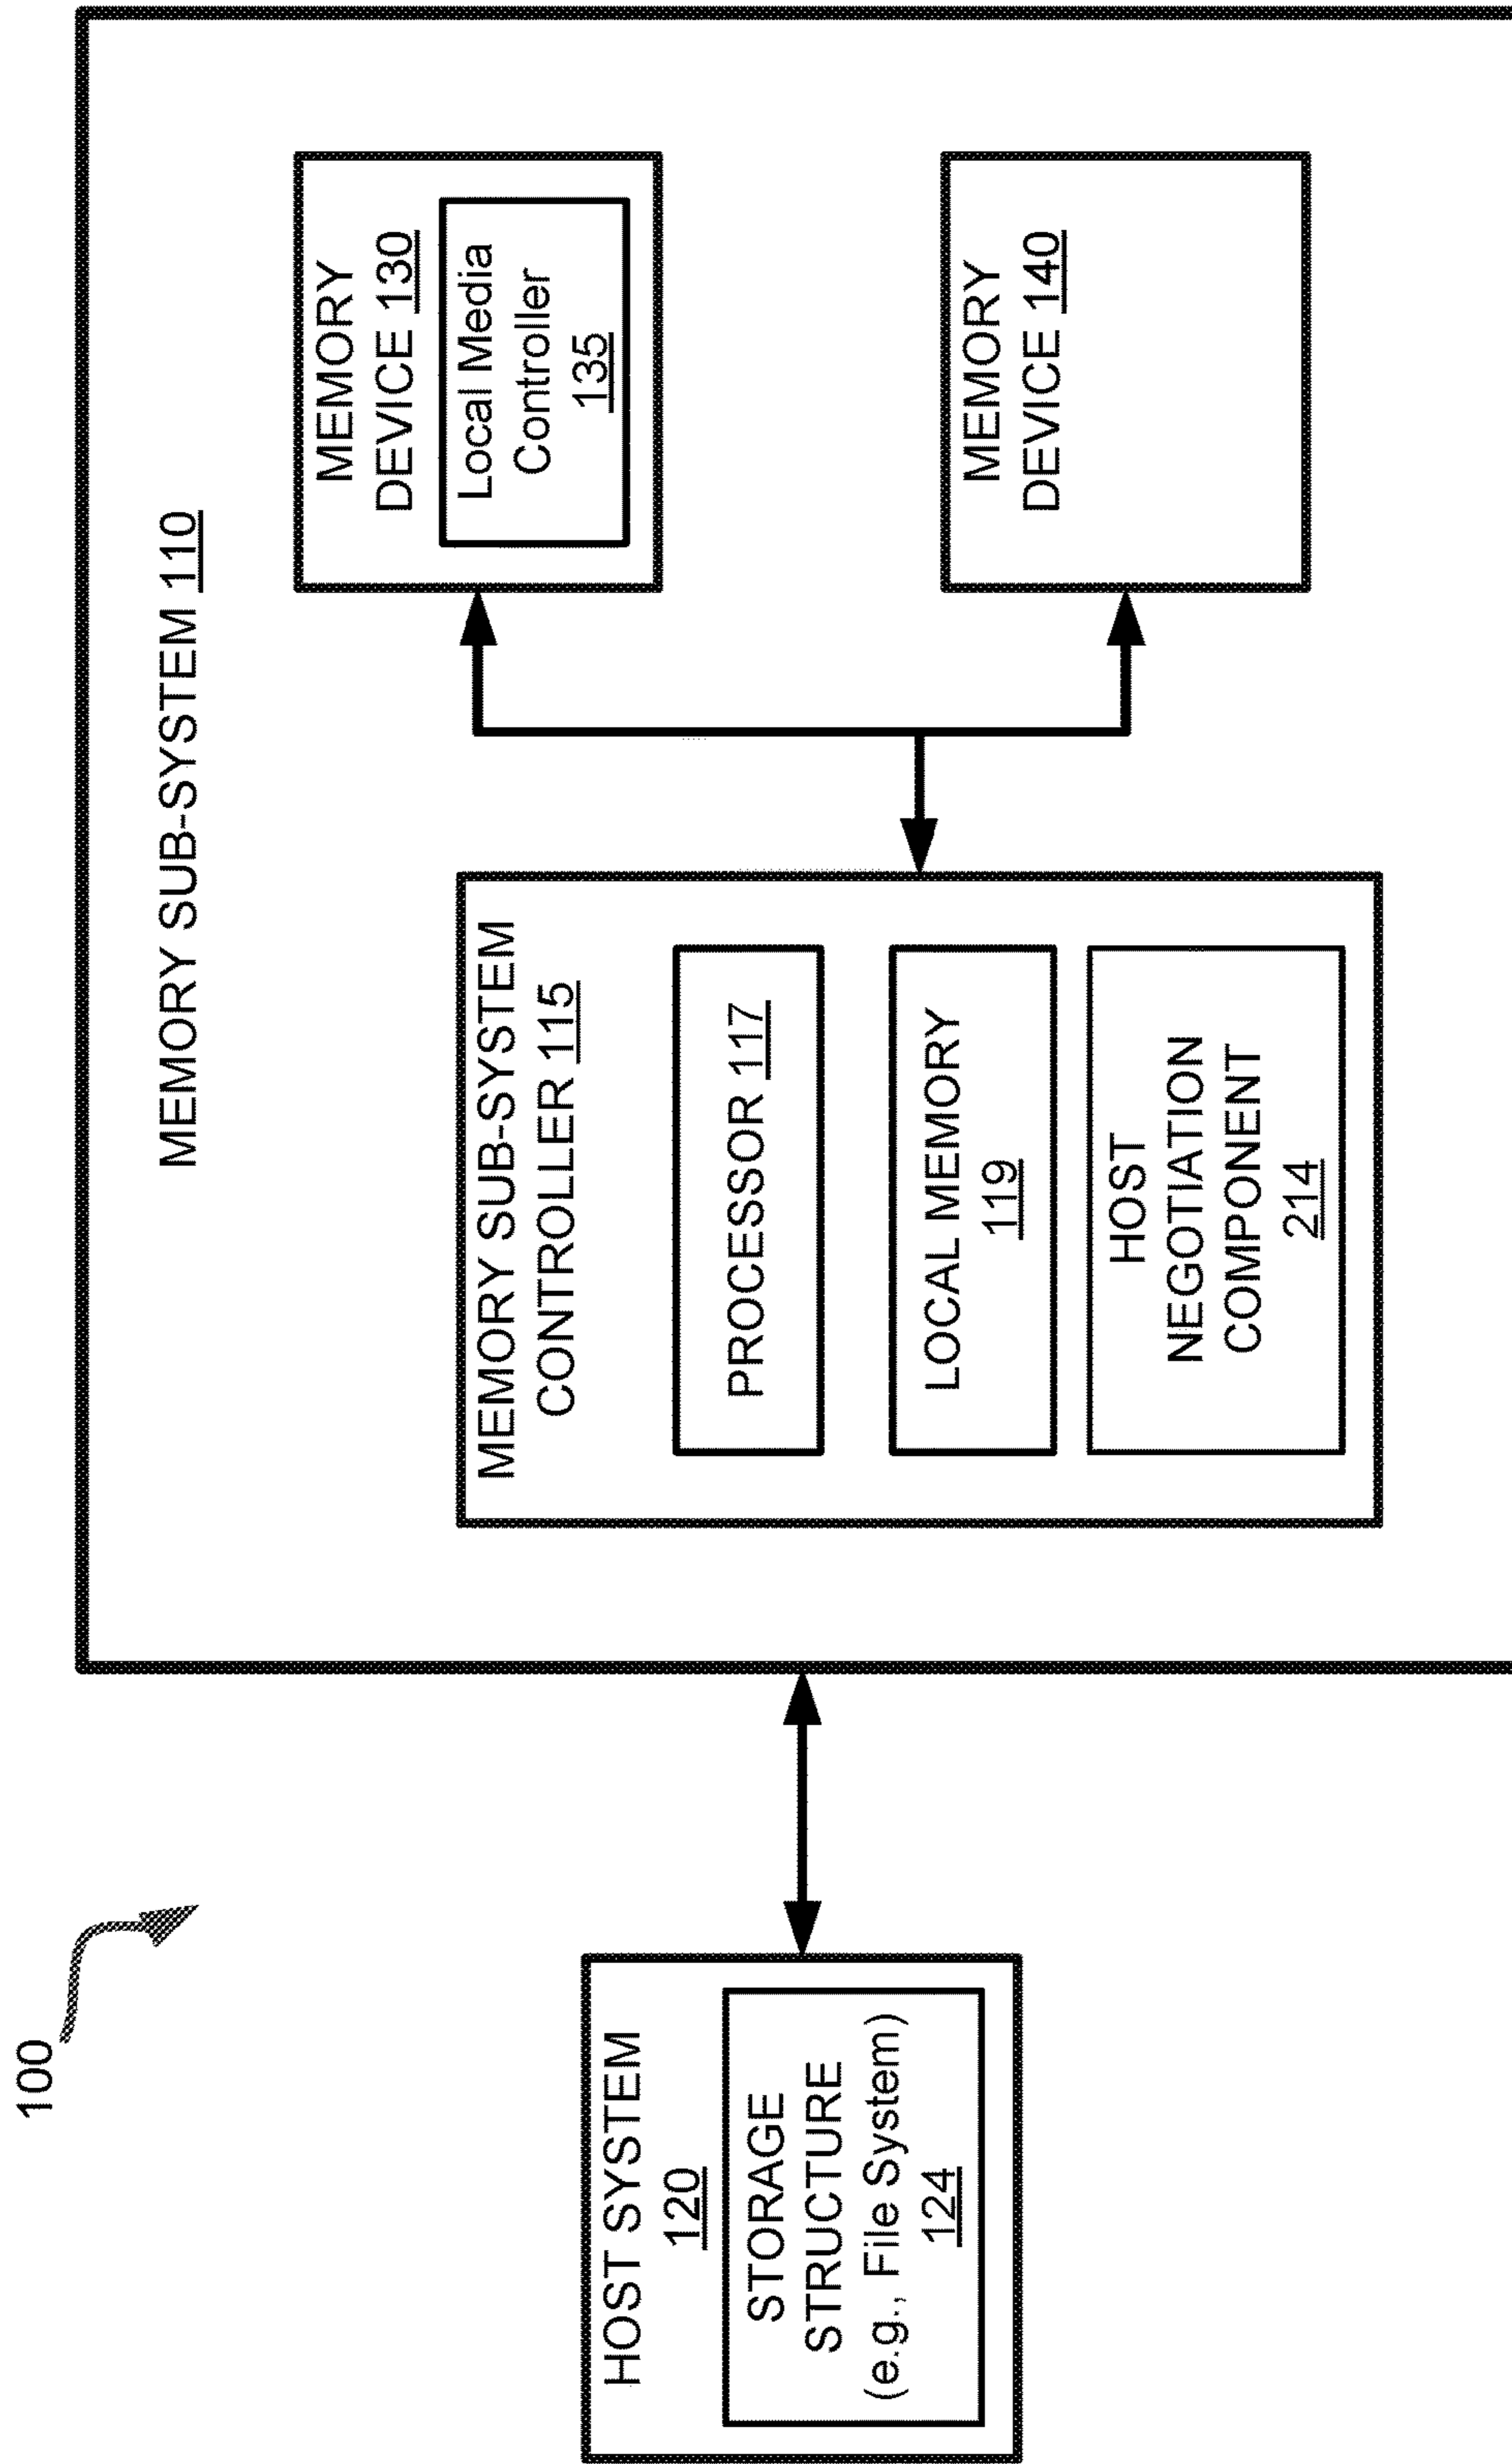 100
HOST SYSTEM
120
STORAGE
STRUCTURE
(e.g., File System)
124
MEMORY SUB-SYSTEM 110
MEMORY SUB-SYSTEM
CONTROLLER 115
PROCESSOR 117
LOCAL MEMORY
119
HOST
NEGOTIATION
COMPONENT
214
MEMORY
DEVICE 130
Local Media
Controller
135
MEMORY
DEVICE 140